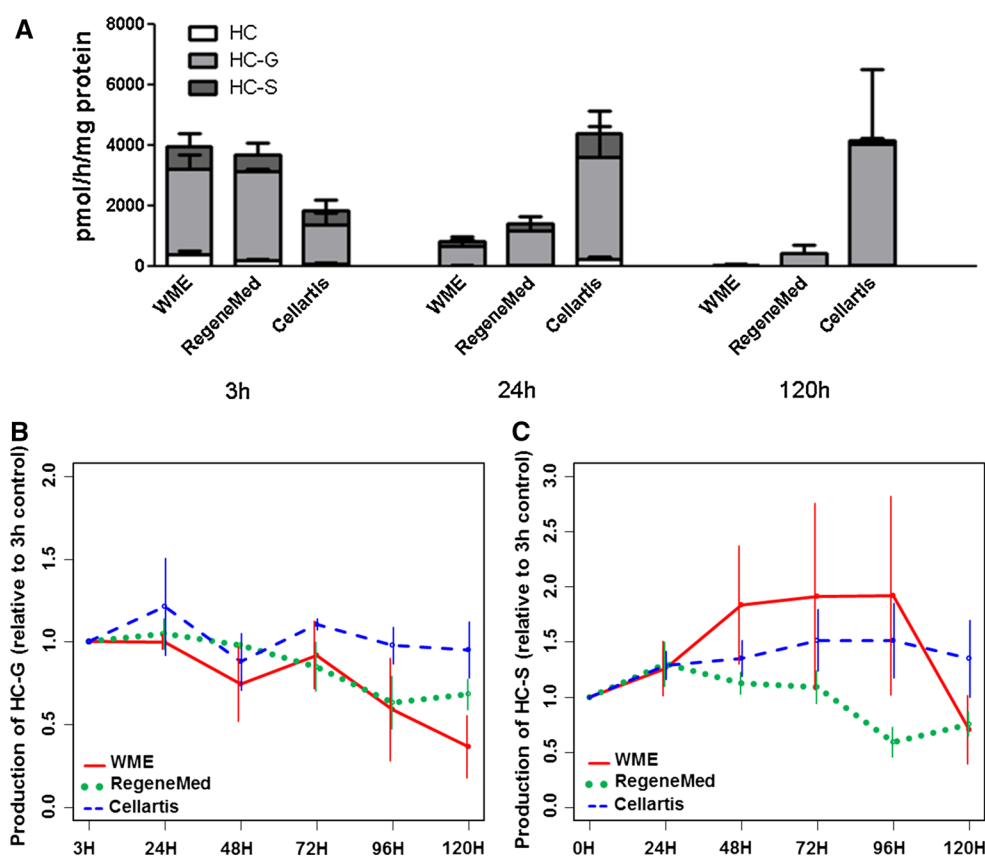 A
pmol/h/mg protein
8000
6000
4000
2000
0
HC
HC-G
HC-S
WME
RegeneMed
Cellartis
WME
RegeneMed
Cellartis
WME
RegeneMed
Cellartis
3h
24h
120h
B
Production of HC-G (relative to 3h control)
2.0
1.5
1.0
0.5
0.0
WME
RegeneMed
Cellartis
3H
24H
48H
72H
96H
120H
C
Production of HC-S (relative to 3h control)
3.0
2.5
2.0
1.5
1.0
0.5
0.0
WME
RegeneMed
Cellartis
0H
24H
48H
72H
96H
120H